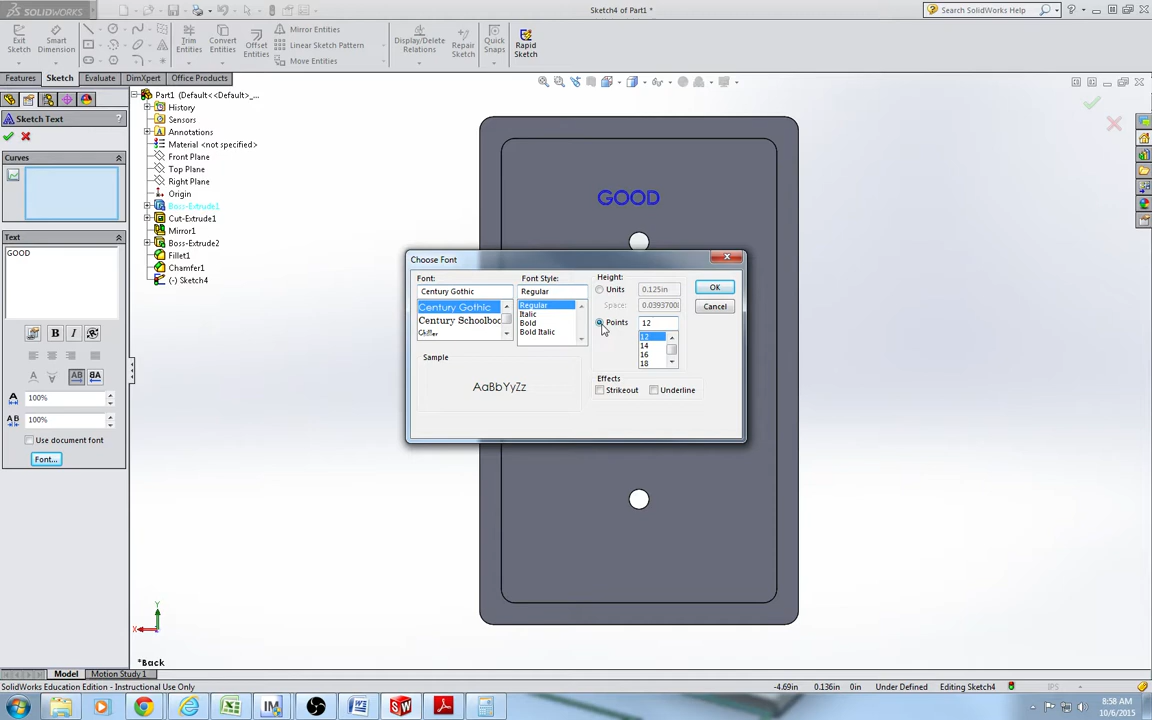 SOLIDWORKS
Sketch4 of Part1 *
Search SolidWorks Help
Exit Sketch
Smart Dimension
Trim Entities
Convert Entities
Offset Entities
Mirror Entities
Linear Sketch Pattern
Move Entities
Display/Delete Relations
Repair Sketch
Quick Snaps
Rapid Sketch
Features
Sketch
Evaluate
DimXpert
Office Products
Sketch Text
?
Curves
Text
GOOD
B
I
AB
100%
AB
100%
Use document font
Font...
Part1 (Default<<Default>_...
History
Sensors
Annotations
Material <not specified>
Front Plane
Top Plane
Right Plane
Origin
Boss-Extrude1
Cut-Extrude1
Mirror1
Boss-Extrude2
Fillet1
Chamfer1
(-) Sketch4
GOOD
Choose Font
Font:
Century Gothic
Century Gothic
Century Schoolboo
Chiller
Font Style:
Regular
Regular
Italic
Bold
Bold Italic
Height:
Units
0.125in
Space:
0.0393700
Points
12
12
14
16
18
OK
Cancel
Sample
AaBbYyZz
Effects
Strikeout
Underline
Y
X
*Back
Model
Motion Study 1
SolidWorks Education Edition - Instructional Use Only
-4.69in
0.136in
0in
Under Defined
Editing Sketch4
IPS
IM
W
SW
8:58 AM
10/6/2015